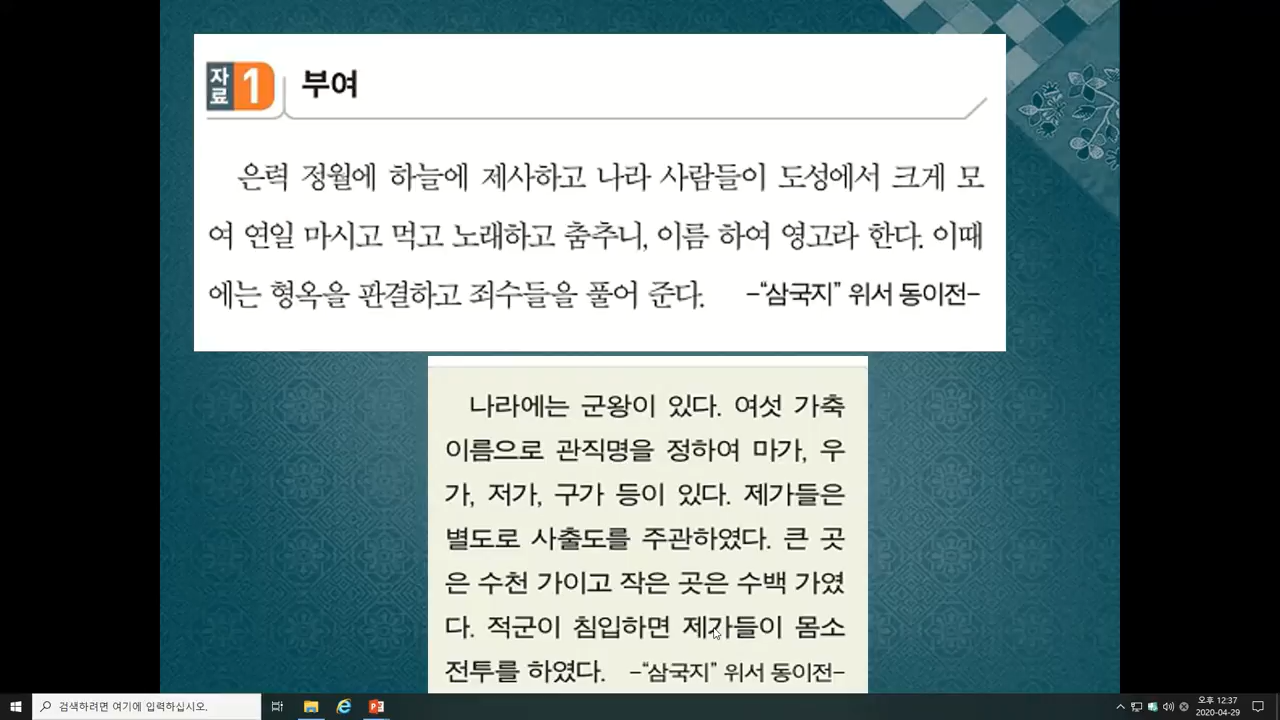 자료 1 부여
은력 정월에 하늘에 제사하고 나라 사람들이 도성에서 크게 모
여 연일 마시고 먹고 노래하고 춤추니, 이름 하여 영고라 한다. 이때
에는 형옥을 판결하고 죄수들을 풀어 준다. -“삼국지” 위서 동이전-
나라에는 군왕이 있다. 여섯 가축
이름으로 관직명을 정하여 마가, 우
가, 저가, 구가 등이 있다. 제가들은
별도로 사출도를 주관하였다. 큰 곳
은 수천 가이고 작은 곳은 수백 가였
다. 적군이 침입하면 제가들이 몸소
전투를 하였다. -“삼국지” 위서 동이전-
검색하려면 여기에 입력하십시오.
오후 12:37
2020-04-29